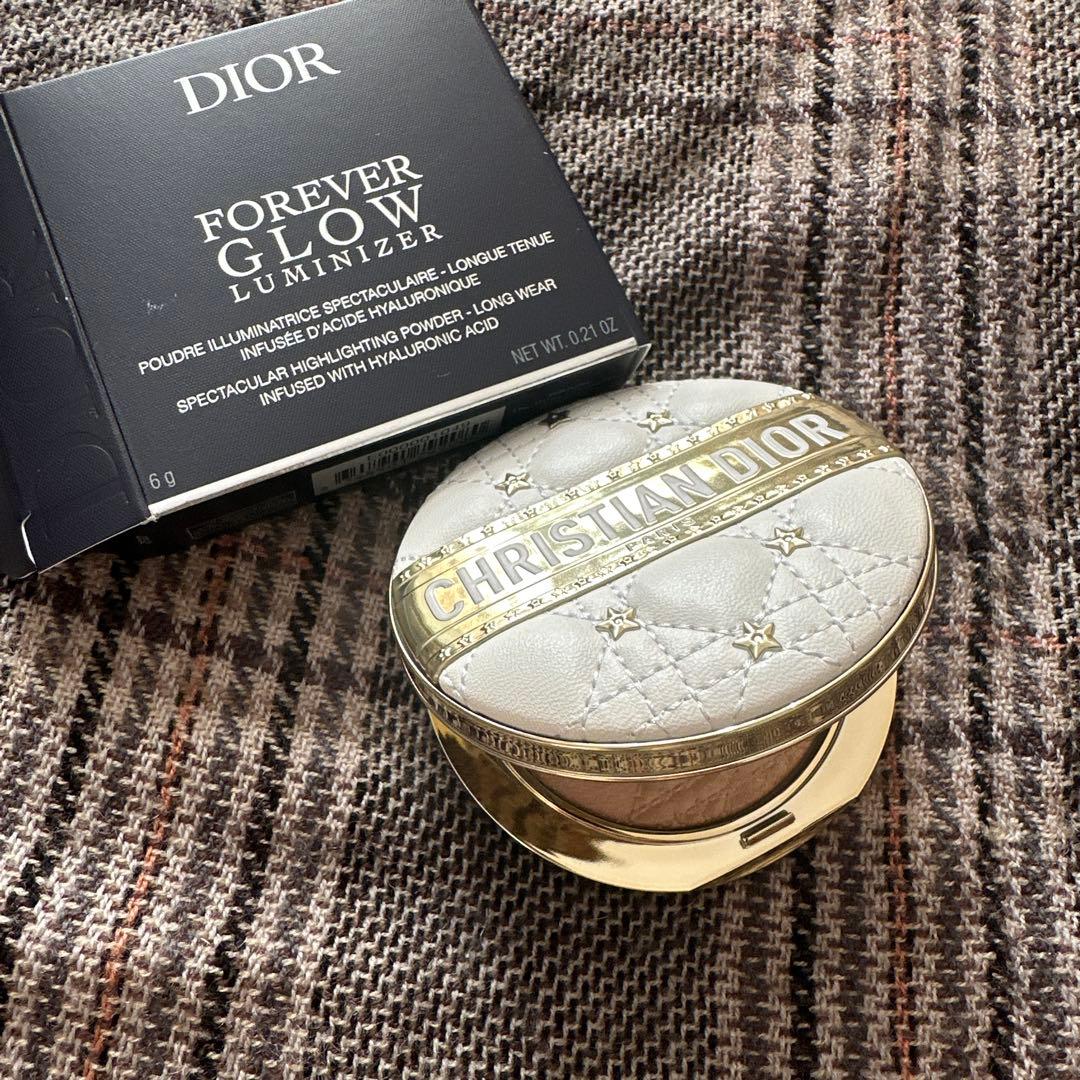 DIOR
FOREVER
GLOW
LUMINIZER
POUDRE ILLUMINATRICE SPECTACULAIRE - LONGUE TENUE
INFUSÉE D'ACIDE HYALURONIQUE
SPECTACULAR HIGHLIGHTING POWDER - LONG WEAR
INFUSED WITH HYALURONIC ACID
6 g
NET WT. 0.21 OZ
CHRISTIAN DIOR
PARIS